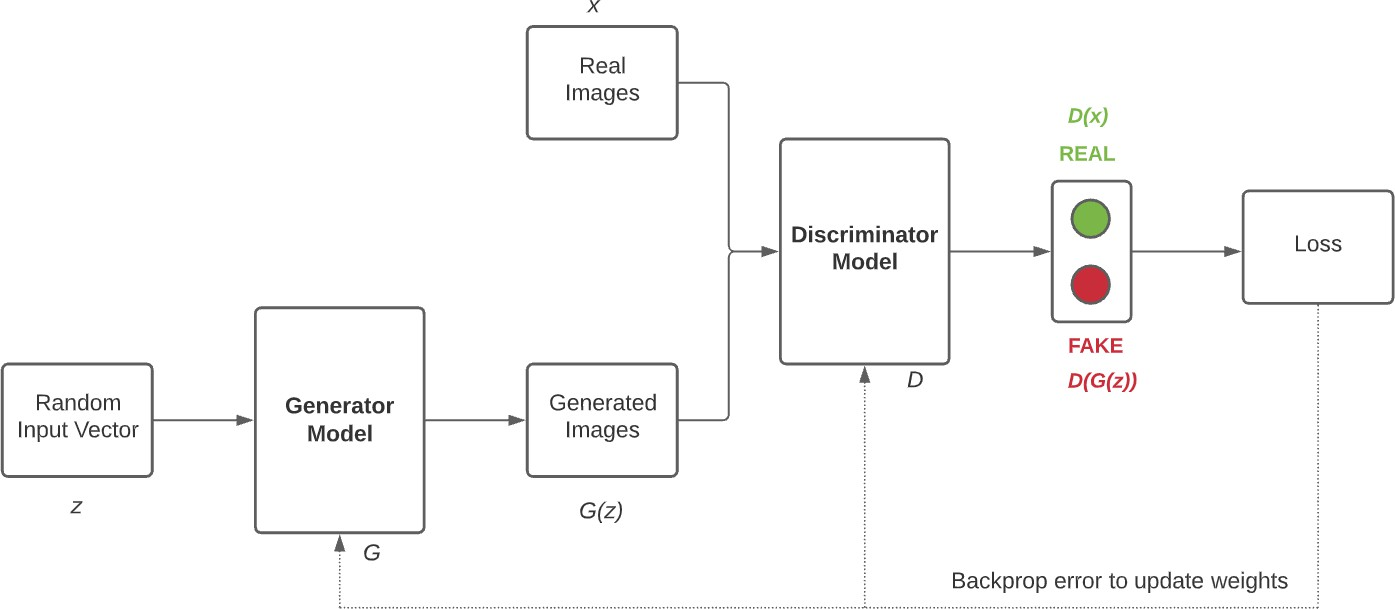 x
Real
Images
D(x)
REAL
Discriminator
Model
Loss
FAKE
D(G(z))
D
Random
Input Vector
z
Generator
Model
G
Generated
Images
G(z)
Backprop error to update weights